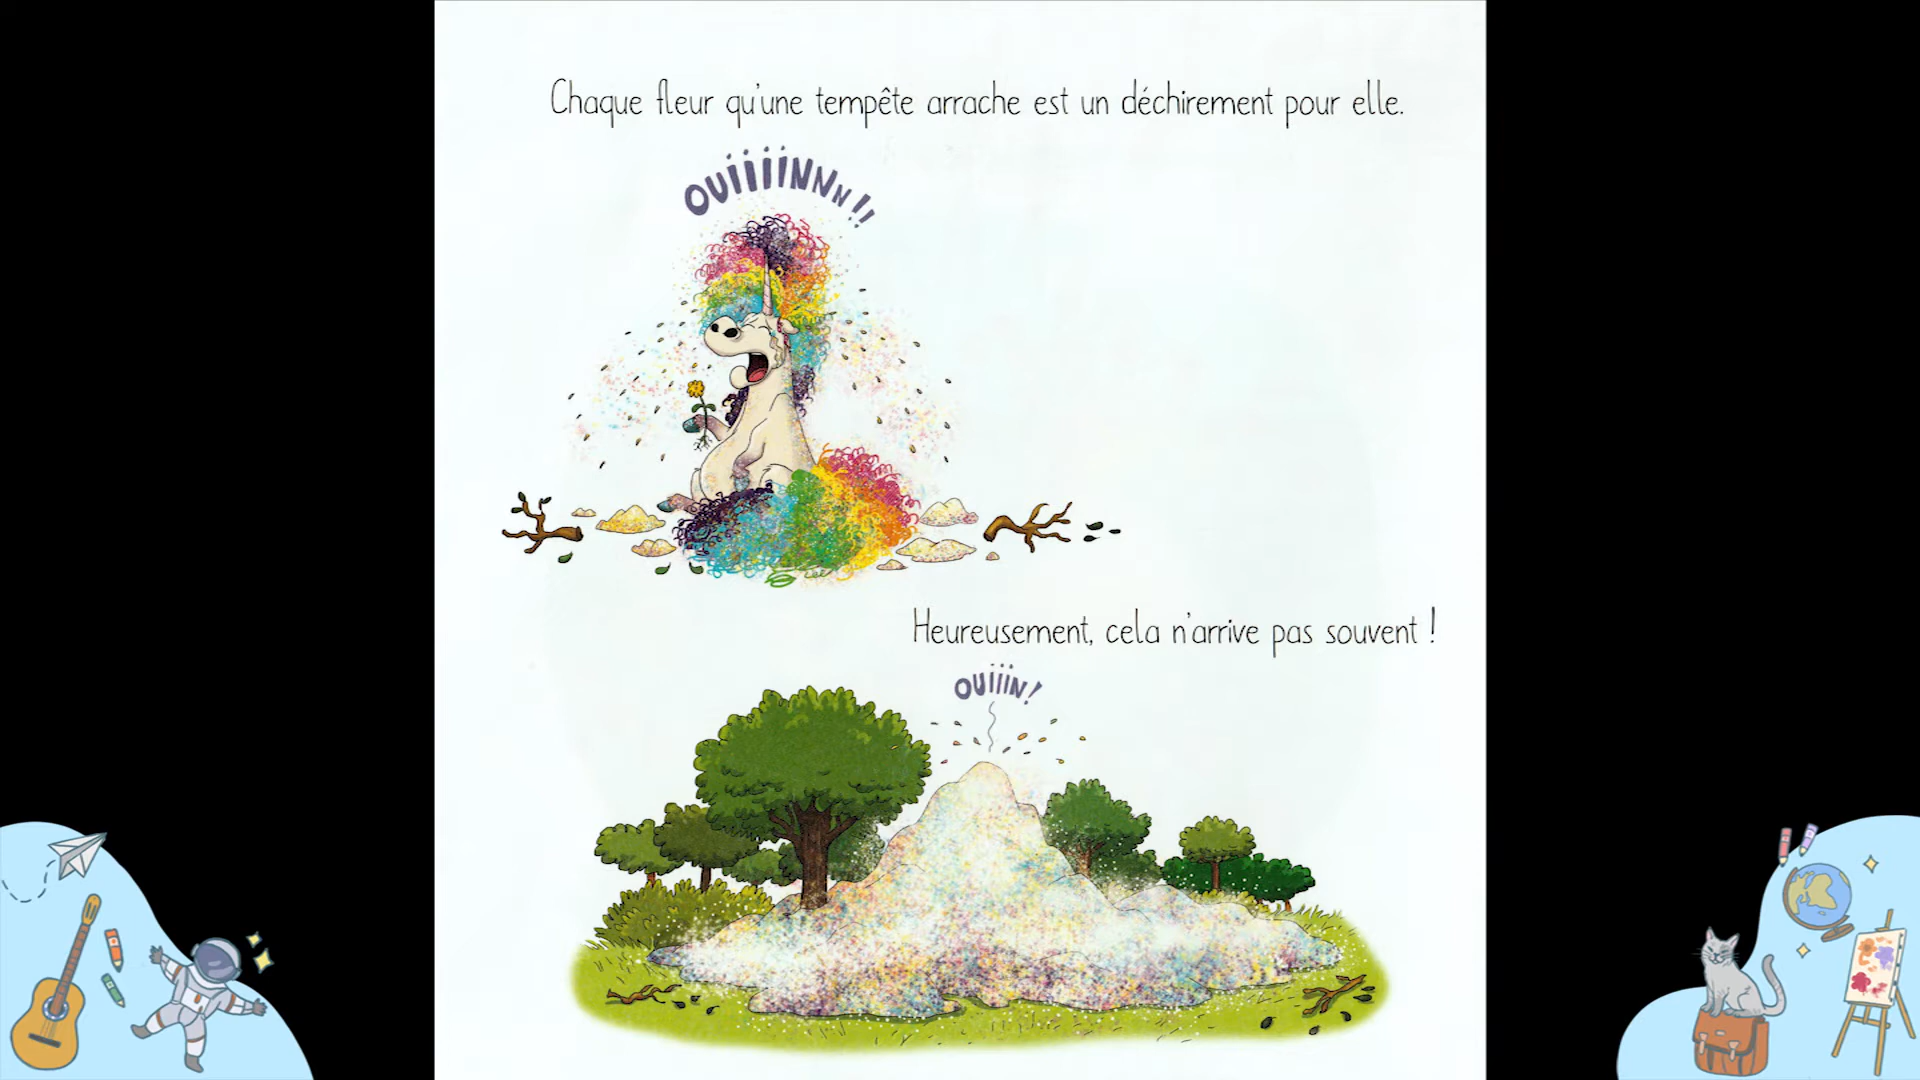 Chaque fleur qu'une tempête arrache est un déchirement pour elle.
OUiiiiNNN!!
Heureusement, cela n'arrive pas souvent !
OUiiiN!